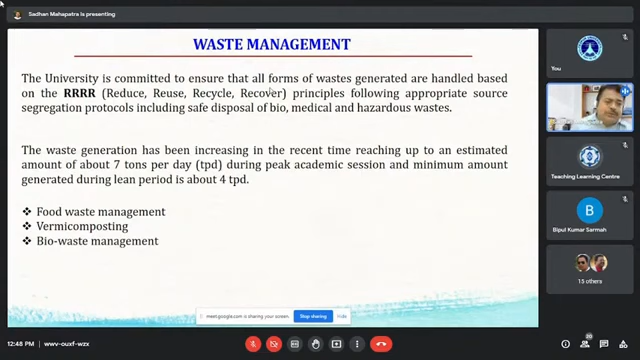 Sadhan Mahapatra is presenting
WASTE MANAGEMENT
The University is committed to ensure that all forms of wastes generated are handled based
on the RRRR (Reduce, Reuse, Recycle, Recover) principles following appropriate source
segregation protocols including safe disposal of bio, medical and hazardous wastes.
The waste generation has been increasing in the recent time reaching up to an estimated
amount of about 7 tons per day (tpd) during peak academic session and minimum amount
generated during lean period is about 4 tpd.
❖ Food waste management
❖ Vermicomposting
❖ Bio-waste management
You
Teaching Learning Centre
B
Bipul Kumar Sarmah
15 others
meet.google.com is sharing your screen.
Stop sharing
Hide
12:48 PM | wwv-ouxf-wzx
20